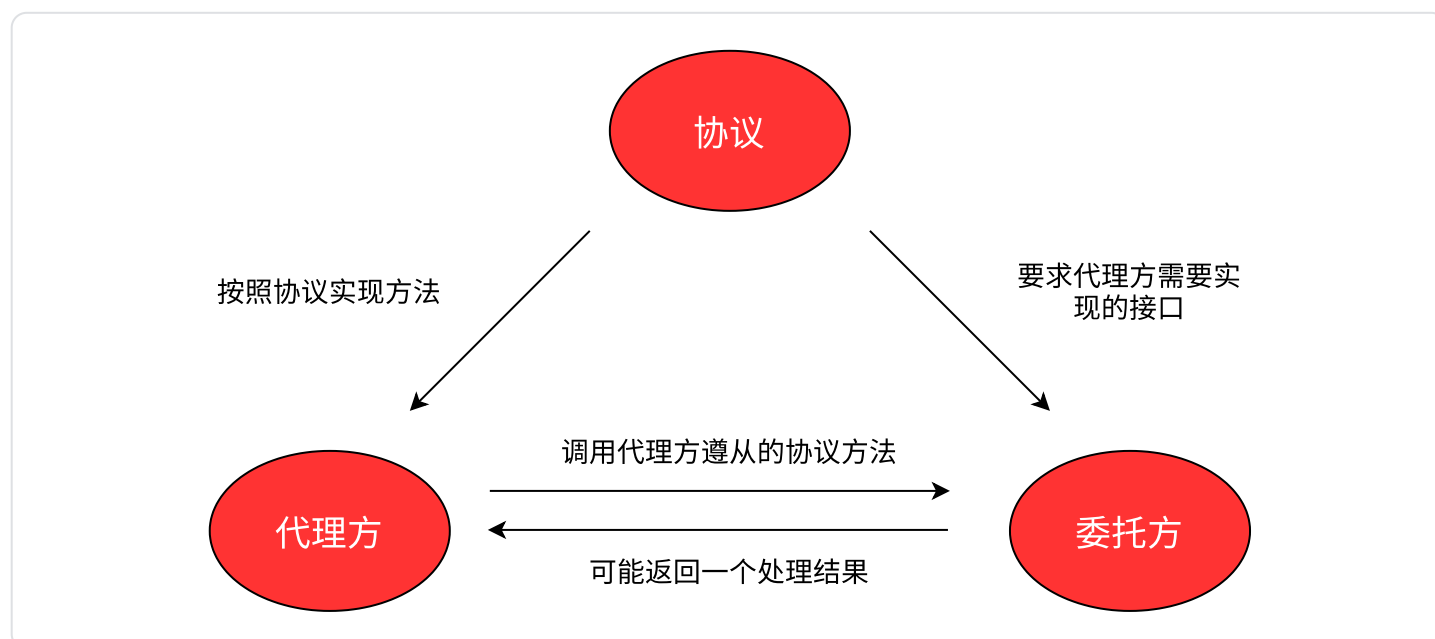 协议
按照协议实现方法
要求代理方需要实
现的接口
调用代理方遵从的协议方法
代理方
委托方
可能返回一个处理结果